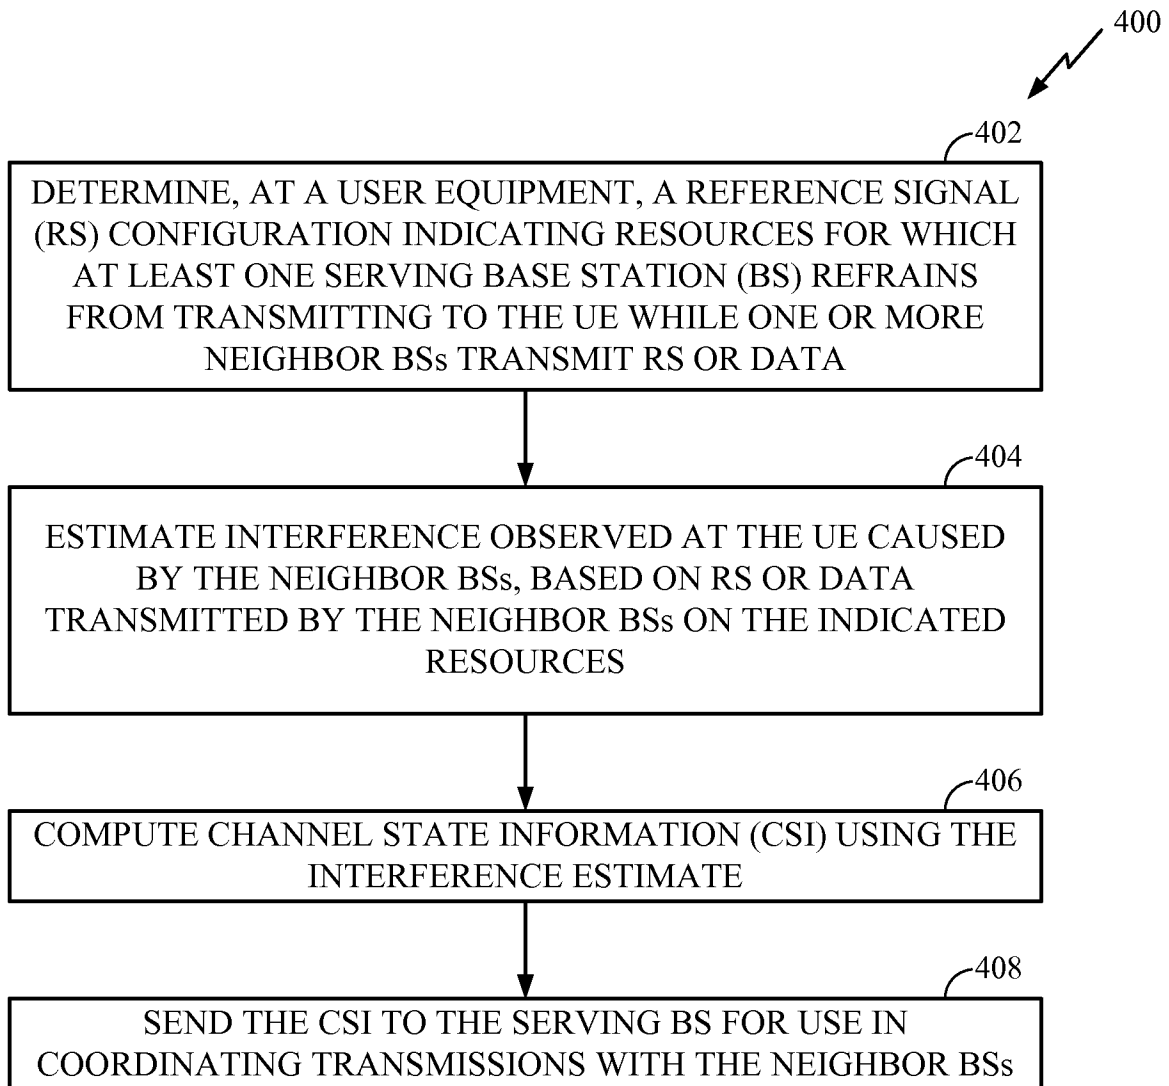 400
402
DETERMINE, AT A USER EQUIPMENT, A REFERENCE SIGNAL
(RS) CONFIGURATION INDICATING RESOURCES FOR WHICH
AT LEAST ONE SERVING BASE STATION (BS) REFRAINS
FROM TRANSMITTING TO THE UE WHILE ONE OR MORE
NEIGHBOR BSs TRANSMIT RS OR DATA
404
ESTIMATE INTERFERENCE OBSERVED AT THE UE CAUSED
BY THE NEIGHBOR BSs, BASED ON RS OR DATA
TRANSMITTED BY THE NEIGHBOR BSs ON THE INDICATED
RESOURCES
406
COMPUTE CHANNEL STATE INFORMATION (CSI) USING THE
INTERFERENCE ESTIMATE
408
SEND THE CSI TO THE SERVING BS FOR USE IN
COORDINATING TRANSMISSIONS WITH THE NEIGHBOR BSs